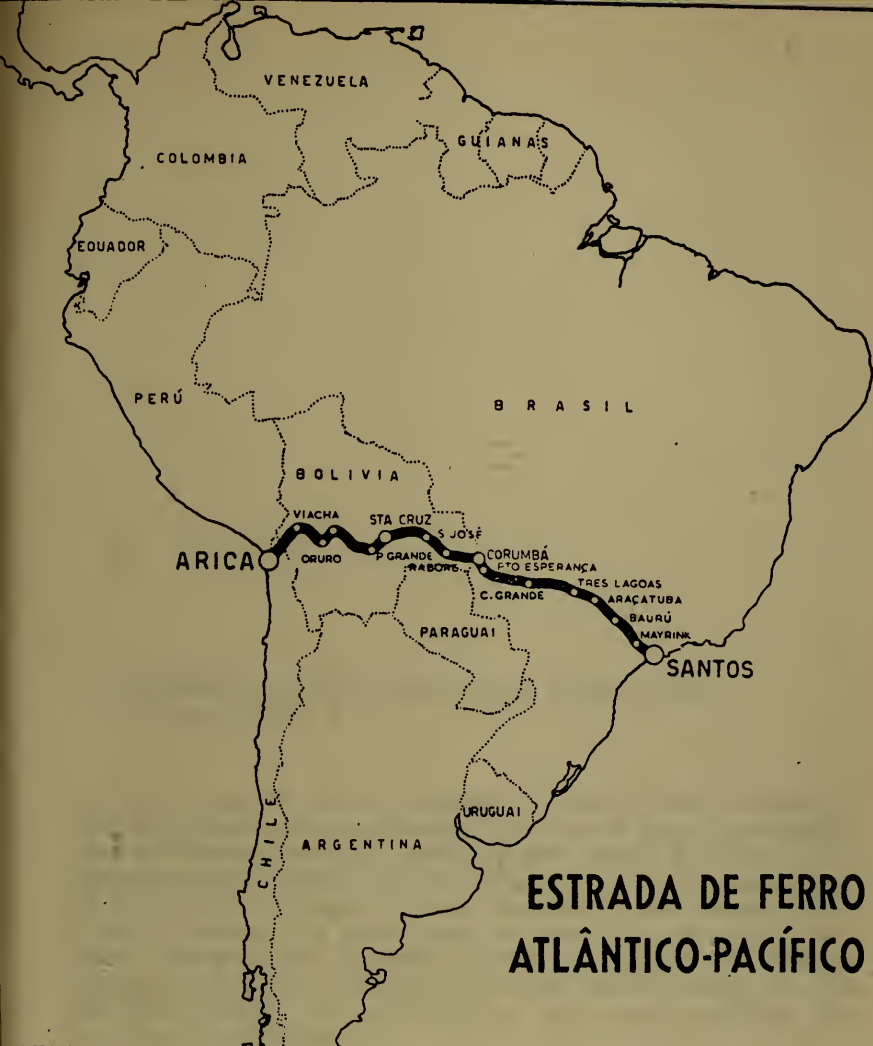 VENEZUELA
COLOMBIA
GUIANAS
EQUADOR
PERÚ
BRASIL
BOLIVIA
VIACHA
STA CRUZ
S JOSÉ
ARICA
ORURO
P. GRANDE
RABORÉ
CORUMBÁ
PTO ESPERANÇA
C. GRANDE
TRES LAGOAS
ARAÇATUBA
BAURÚ
MAYRINK
SANTOS
PARAGUAI
CHILE
ARGENTINA
URUGUAI
ESTRADA DE FERRO
ATLÂNTICO-PACÍFICO